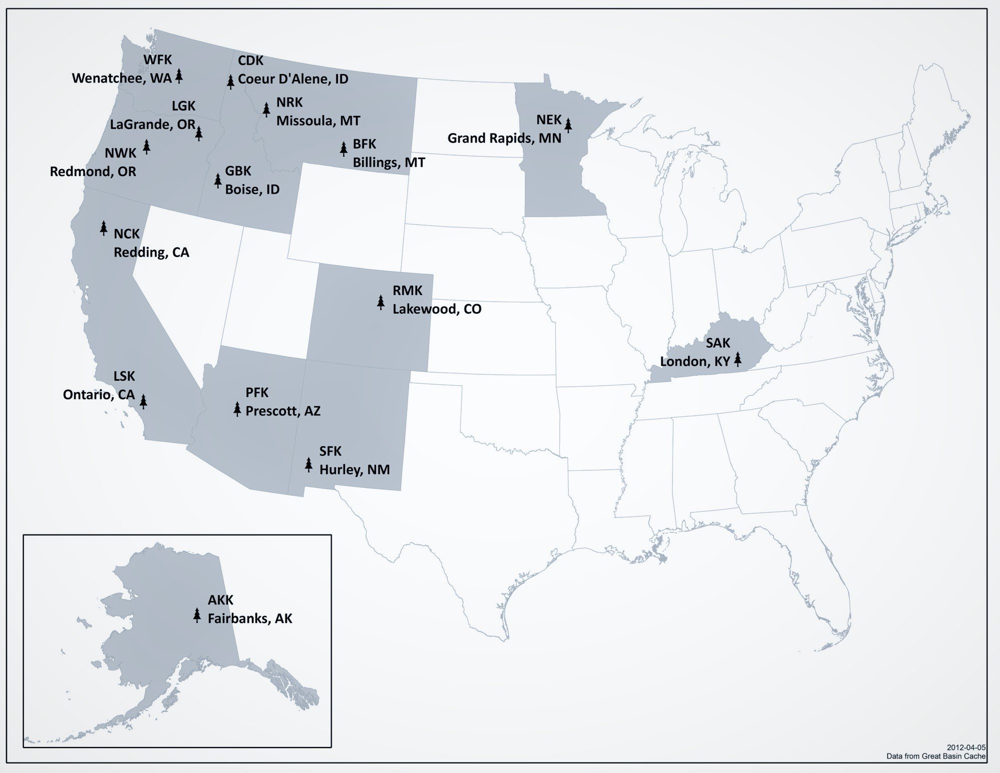 WFK
Wenatchee, WA
CDK
Coeur D'Alene, ID
LGK
LaGrande, OR
NRK
Missoula, MT
NWK
Redmond, OR
BFK
Billings, MT
GBK
Boise, ID
NEK
Grand Rapids, MN
NCK
Redding, CA
RMK
Lakewood, CO
SAK
London, KY
LSK
Ontario, CA
PFK
Prescott, AZ
SFK
Hurley, NM
AKK
Fairbanks, AK
2012-04-05
Data from Great Basin Cache